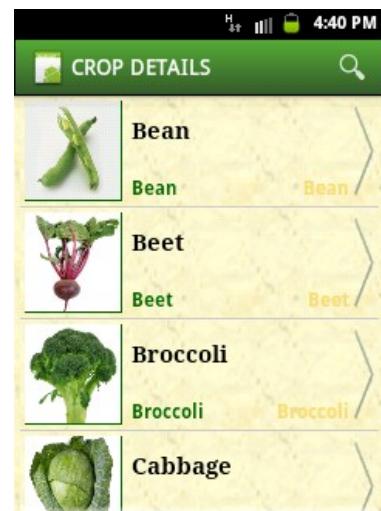 H
4:40 PM
CROP DETAILS
Bean
Bean Bean
Beet
Beet Beet
Broccoli
Broccoli Broccoli
Cabbage